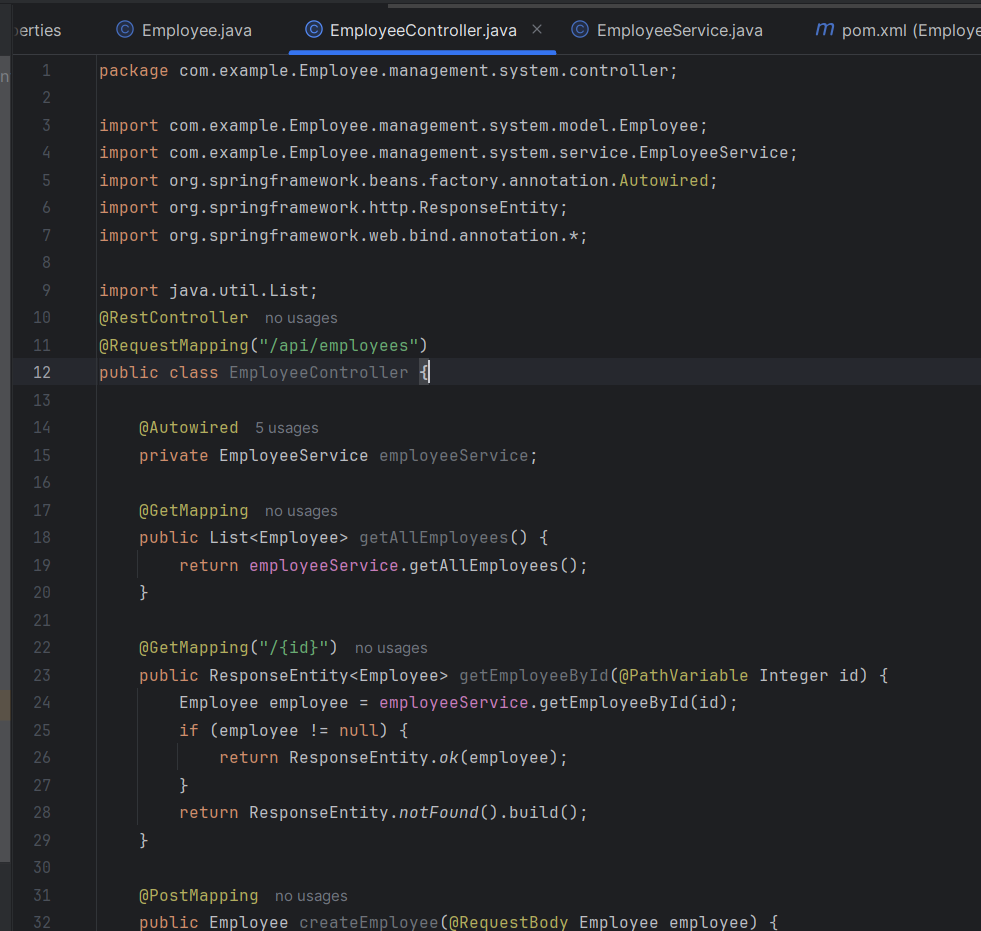 erties
Employee.java
EmployeeController.java
EmployeeService.java
pom.xml (Employe
n
1 package com.example.Employee.management.system.controller;
2
3 import com.example.Employee.management.system.model.Employee;
4 import com.example.Employee.management.system.service.EmployeeService;
5 import org.springframework.beans.factory.annotation.Autowired;
6 import org.springframework.http.ResponseEntity;
7 import org.springframework.web.bind.annotation.*;
8
9 import java.util.List;
10 @RestController no usages
11 @RequestMapping("/api/employees")
12 public class EmployeeController {
13
14 @Autowired 5 usages
15 private EmployeeService employeeService;
16
17 @GetMapping no usages
18 public List<Employee> getAllEmployees() {
19 return employeeService.getAllEmployees();
20 }
21
22 @GetMapping("/{id}") no usages
23 public ResponseEntity<Employee> getEmployeeById(@PathVariable Integer id) {
24 Employee employee = employeeService.getEmployeeById(id);
25 if (employee != null) {
26 return ResponseEntity.ok(employee);
27 }
28 return ResponseEntity.notFound().build();
29 }
30
31 @PostMapping no usages
32 public Employee createEmployee(@RequestBody Employee employee) {